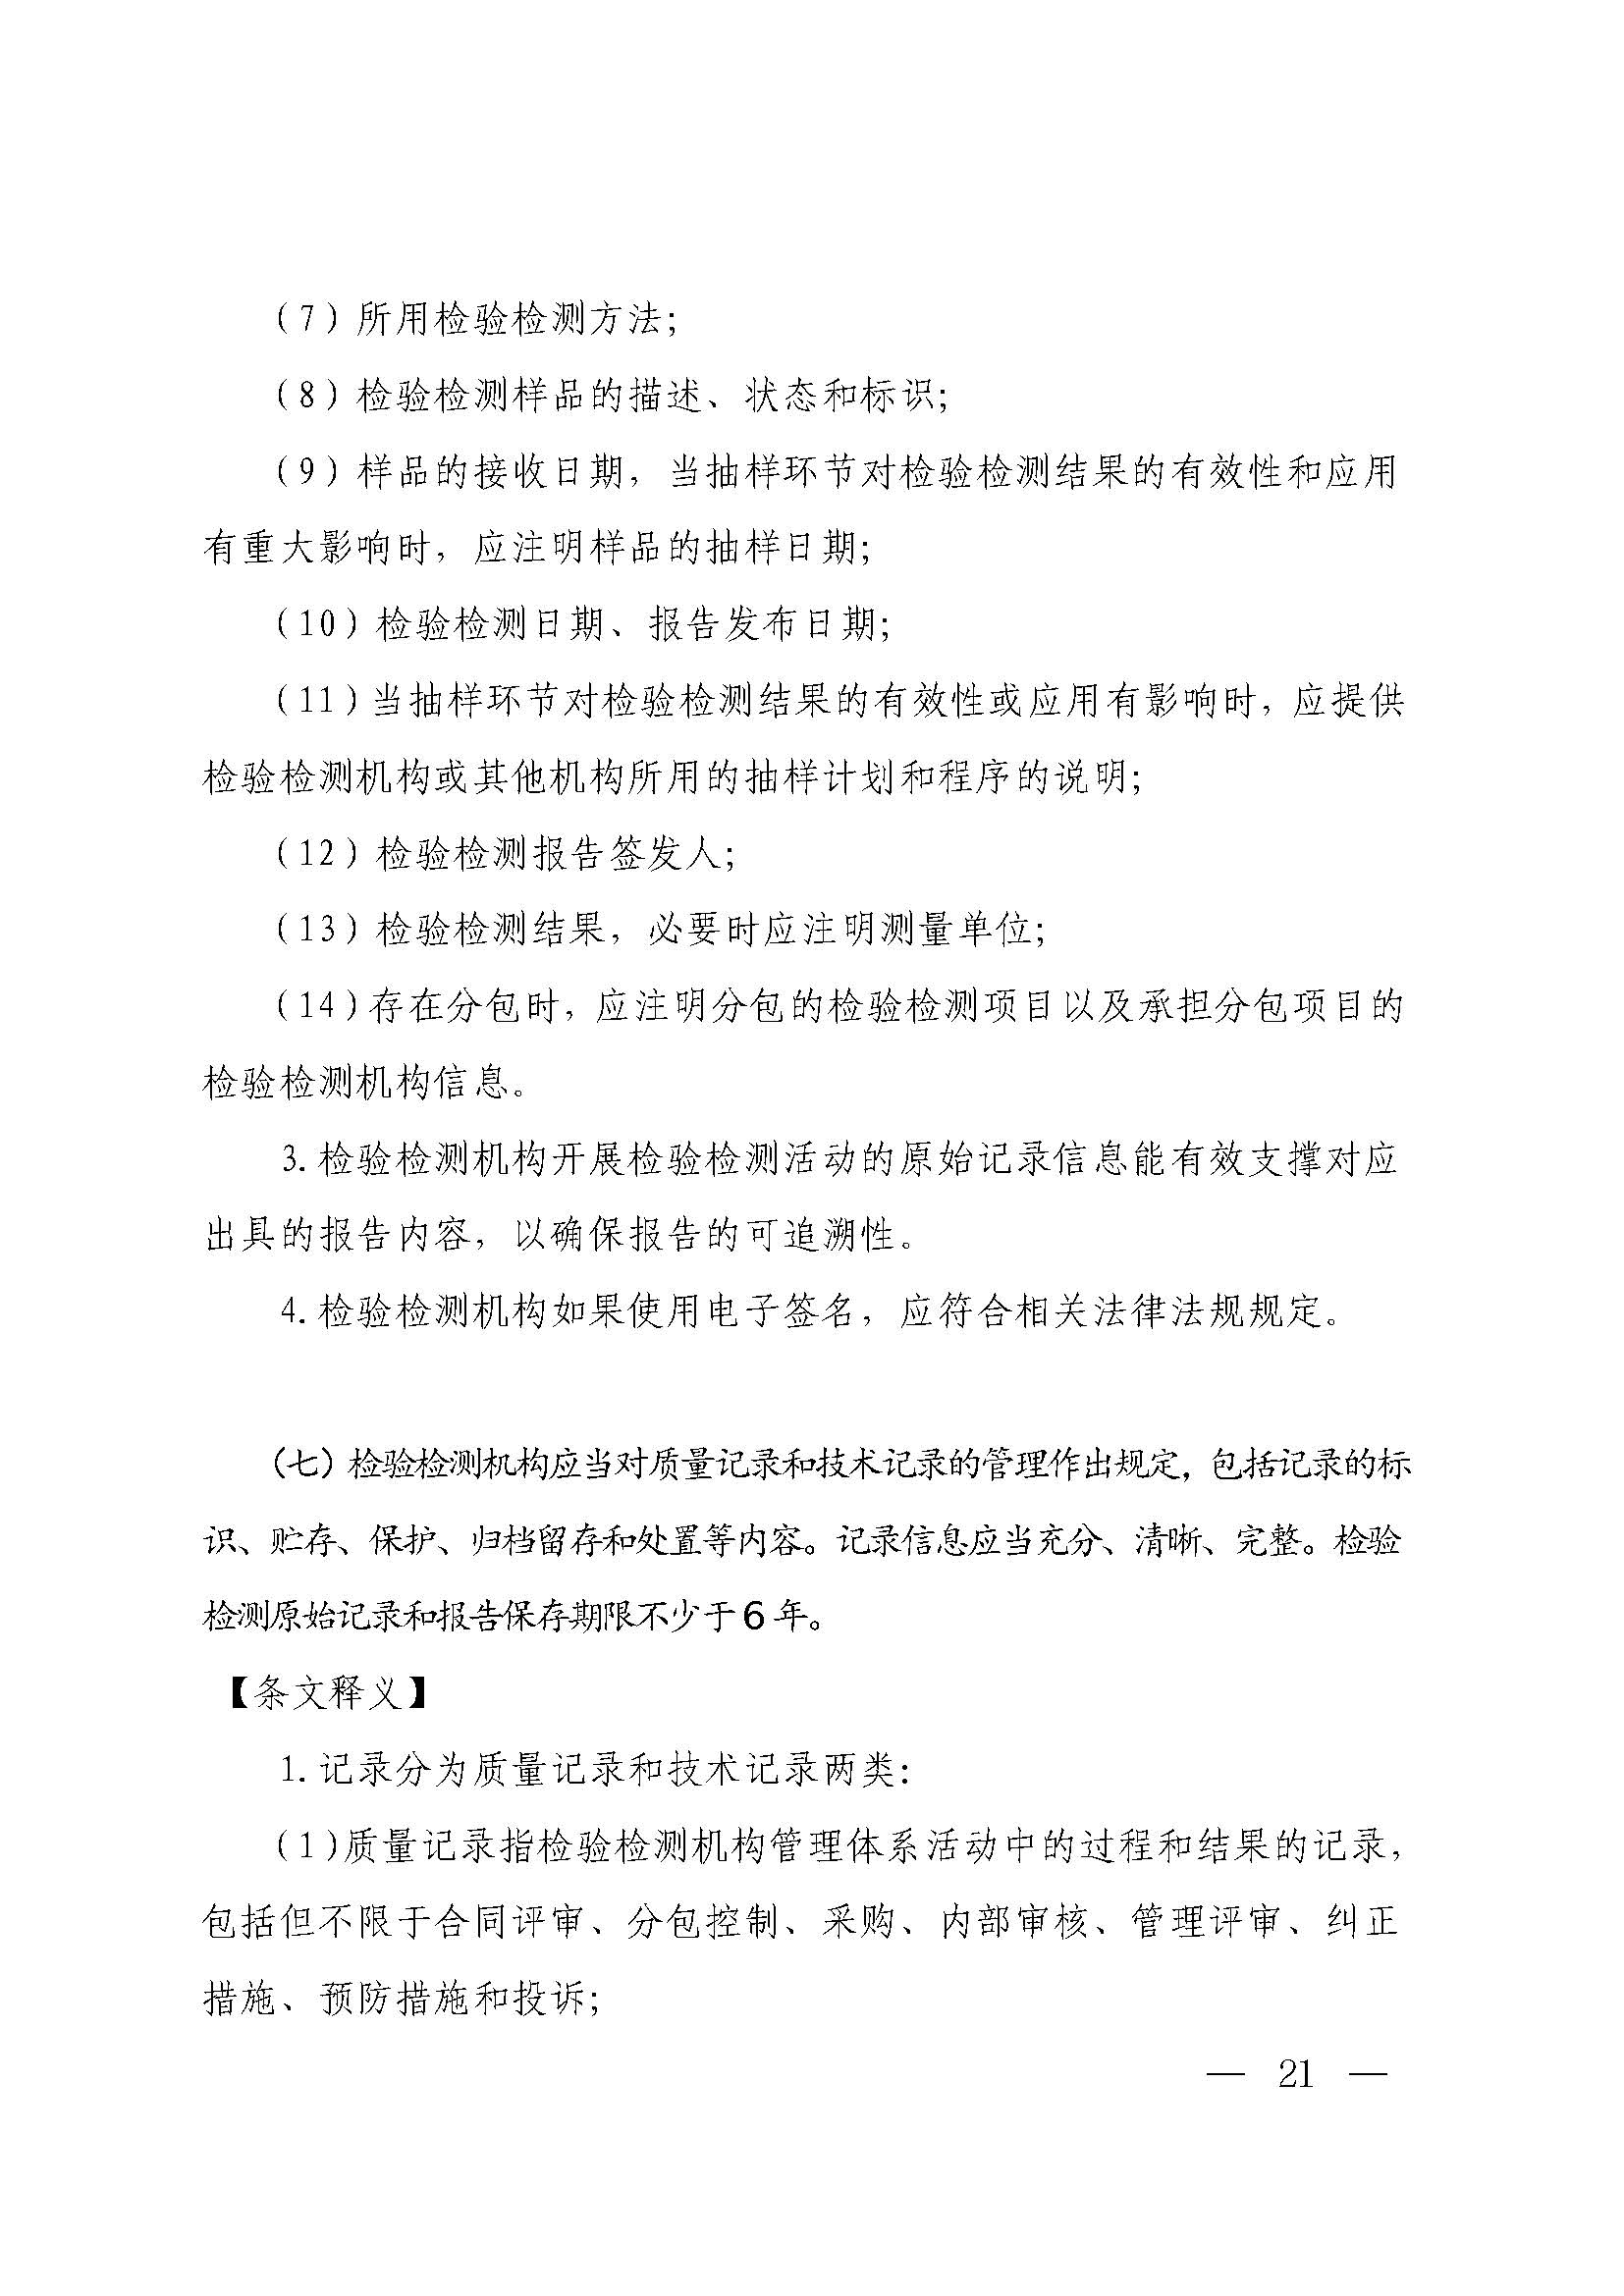 （7）所用检验检测方法；
（8）检验检测样品的描述、状态和标识；
（9）样品的接收日期，当抽样环节对检验检测结果的有效性和应用
有重大影响时，应注明样品的抽样日期；
（10）检验检测日期、报告发布日期；
（11）当抽样环节对检验检测结果的有效性或应用有影响时，应提供
检验检测机构或其他机构所用的抽样计划和程序的说明；
（12）检验检测报告签发人；
（13）检验检测结果，必要时应注明测量单位；
（14）存在分包时，应注明分包的检验检测项目以及承担分包项目的
检验检测机构信息。
3.检验检测机构开展检验检测活动的原始记录信息能有效支撑对应
出具的报告内容，以确保报告的可追溯性。
4.检验检测机构如果使用电子签名，应符合相关法律法规规定。
（七）检验检测机构应当对质量记录和技术记录的管理作出规定，包括记录的标
识、贮存、保护、归档留存和处置等内容。记录信息应当充分、清晰、完整。检验
检测原始记录和报告保存期限不少于6年。
【条文释义】
1.记录分为质量记录和技术记录两类：
（1）质量记录指检验检测机构管理体系活动中的过程和结果的记录，
包括但不限于合同评审、分包控制、采购、内部审核、管理评审、纠正
措施、预防措施和投诉；
— 21 —